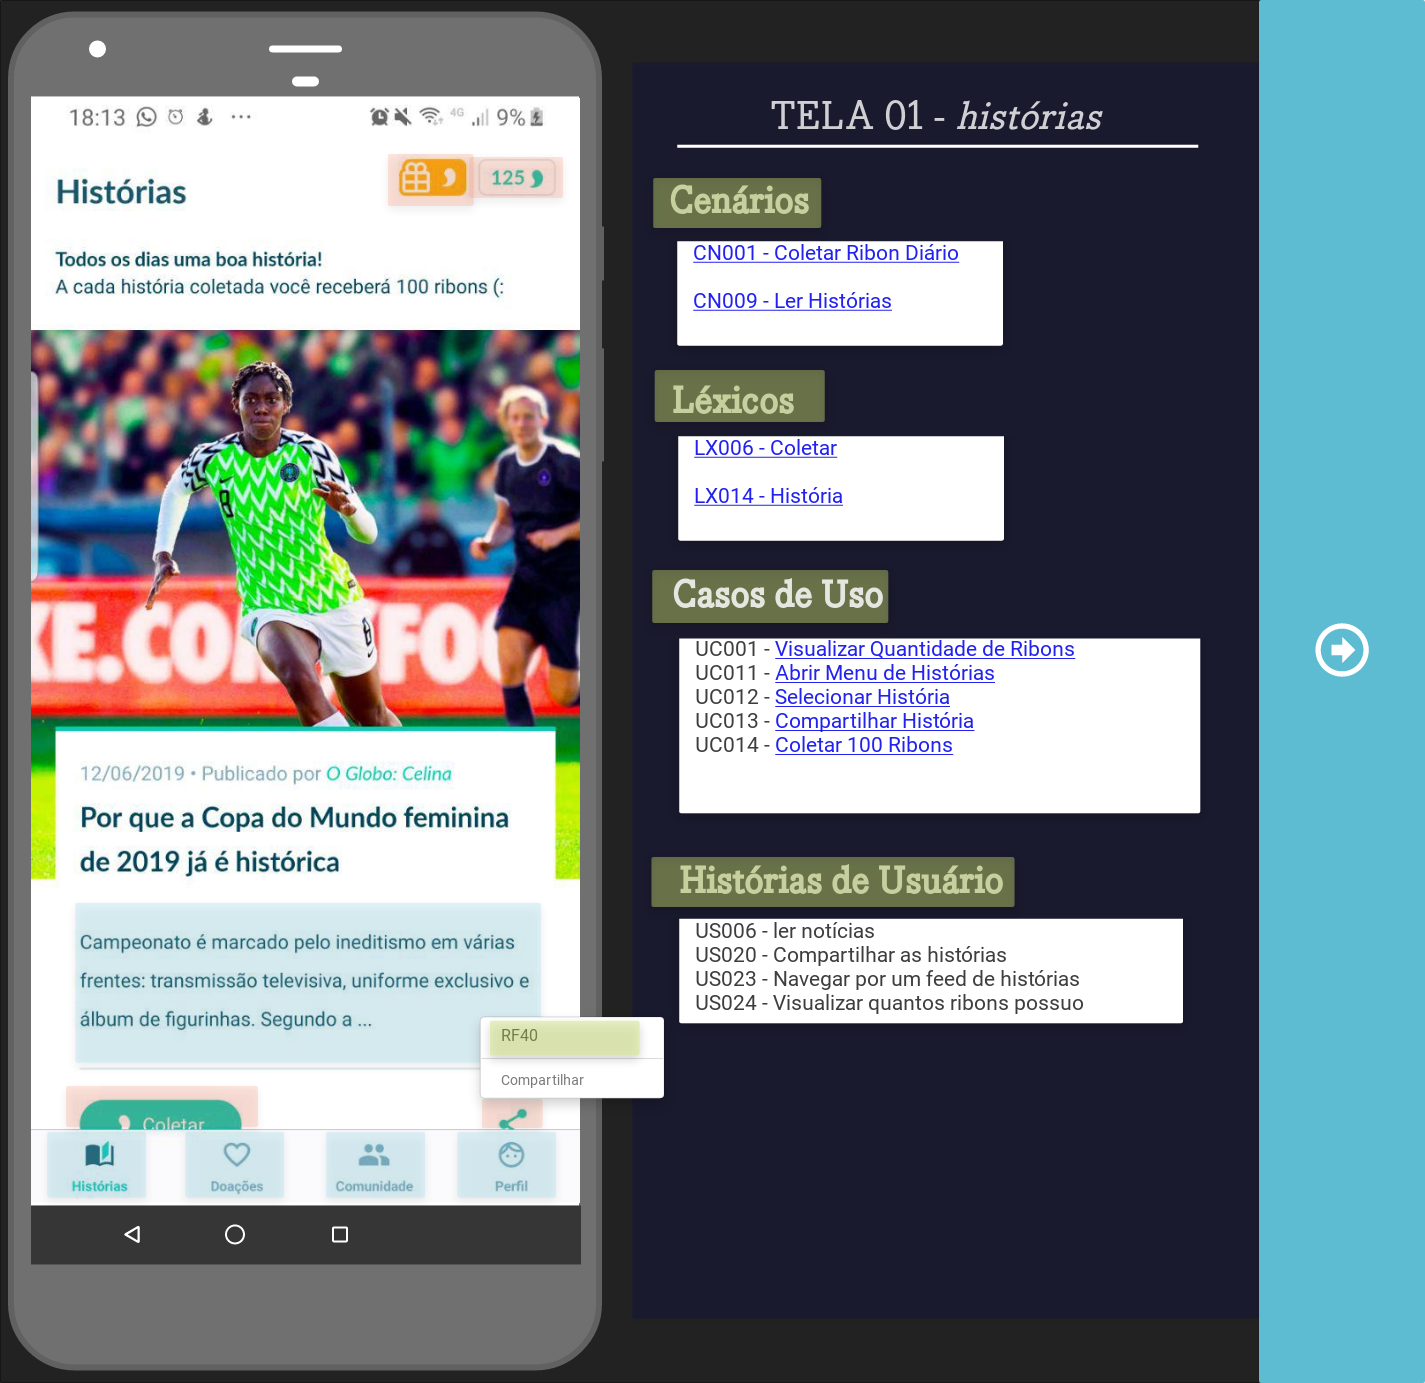 18:13
4G
9%
Histórias
125
Todos os dias uma boa história!
A cada história coletada você receberá 100 ribons (:
8
6
KE.CO
FO
12/06/2019 • Publicado por O Globo: Celina
Por que a Copa do Mundo feminina
de 2019 já é histórica
Campeonato é marcado pelo ineditismo em várias
frentes: transmissão televisiva, uniforme exclusivo e
álbum de figurinhas. Segundo a ...
RF40
Compartilhar
Coletar
Histórias
Doações
Comunidade
Perfil
TELA 01 - histórias
Cenários
CN001 - Coletar Ribon Diário
CN009 - Ler Histórias
Léxicos
LX006 - Coletar
LX014 - História
Casos de Uso
UC001 - Visualizar Quantidade de Ribons
UC011 - Abrir Menu de Histórias
UC012 - Selecionar História
UC013 - Compartilhar História
UC014 - Coletar 100 Ribons
Histórias de Usuário
US006 - ler notícias
US020 - Compartilhar as histórias
US023 - Navegar por um feed de histórias
US024 - Visualizar quantos ribons possuo